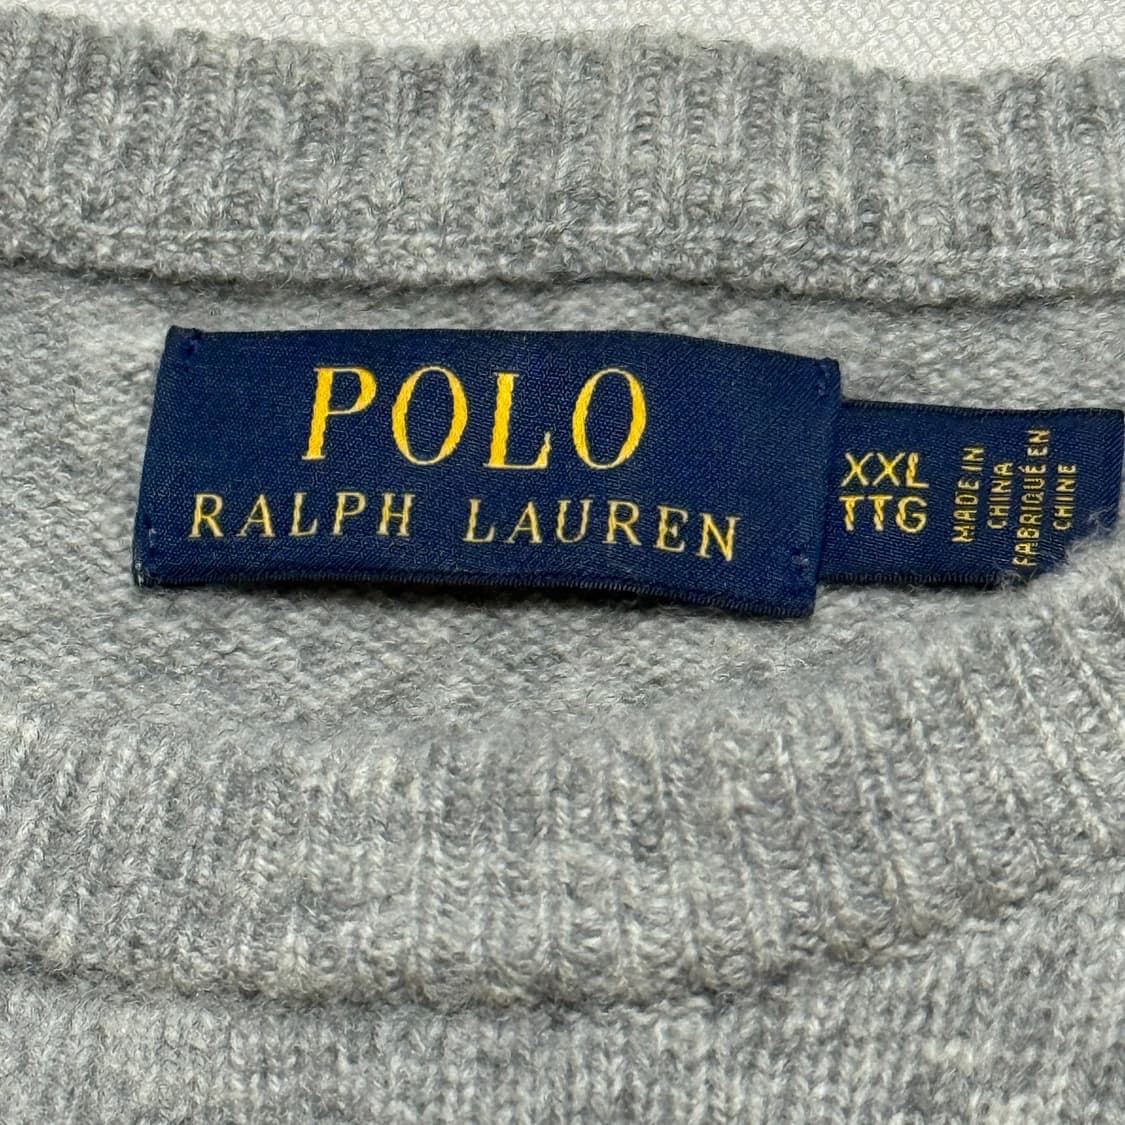 POLO
RALPH LAUREN
XXL
TTG
MADE IN
CHINA
FABRIQUÉ EN
CHINE